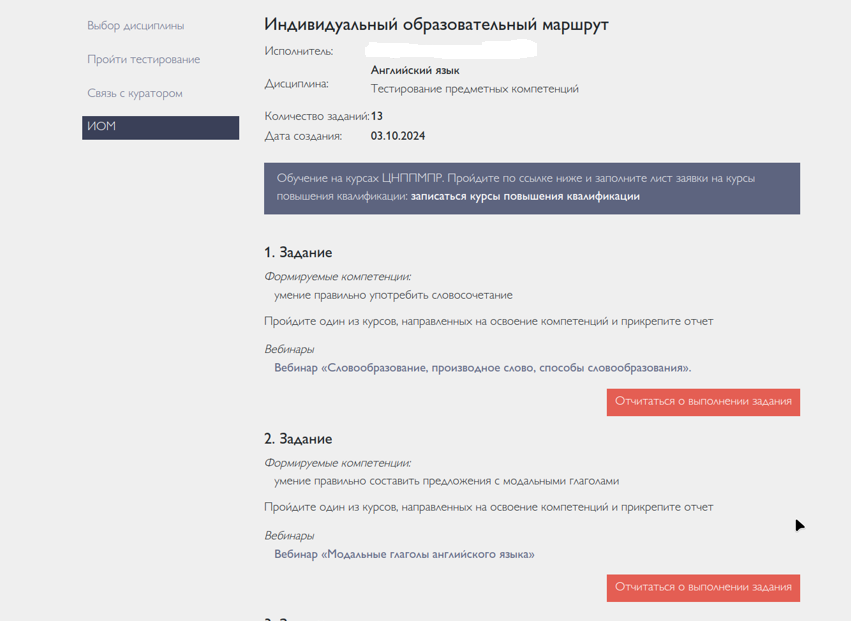 Выбор дисциплины
Пройти тестирование
Связь с куратором
ИОМ
Индивидуальный образовательный маршрут
Исполнитель:
Дисциплина:
Английский язык
Тестирование предметных компетенций
Количество заданий: 13
Дата создания: 03.10.2024
Обучение на курсах ЦНППМПР. Пройдите по ссылке ниже и заполните лист заявки на курсы
повышения квалификации: записаться курсы повышения квалификации
1. Задание
Формируемые компетенции:
умение правильно употребить словосочетание
Пройдите один из курсов, направленных на освоение компетенций и прикрепите отчет
Вебинары
Вебинар «Словообразование, производное слово, способы словообразования».
Отчитаться о выполнении задания
2. Задание
Формируемые компетенции:
умение правильно составить предложения с модальными глаголами
Пройдите один из курсов, направленных на освоение компетенций и прикрепите отчет
Вебинары
Вебинар «Модальные глаголы английского языка»
Отчитаться о выполнении задания